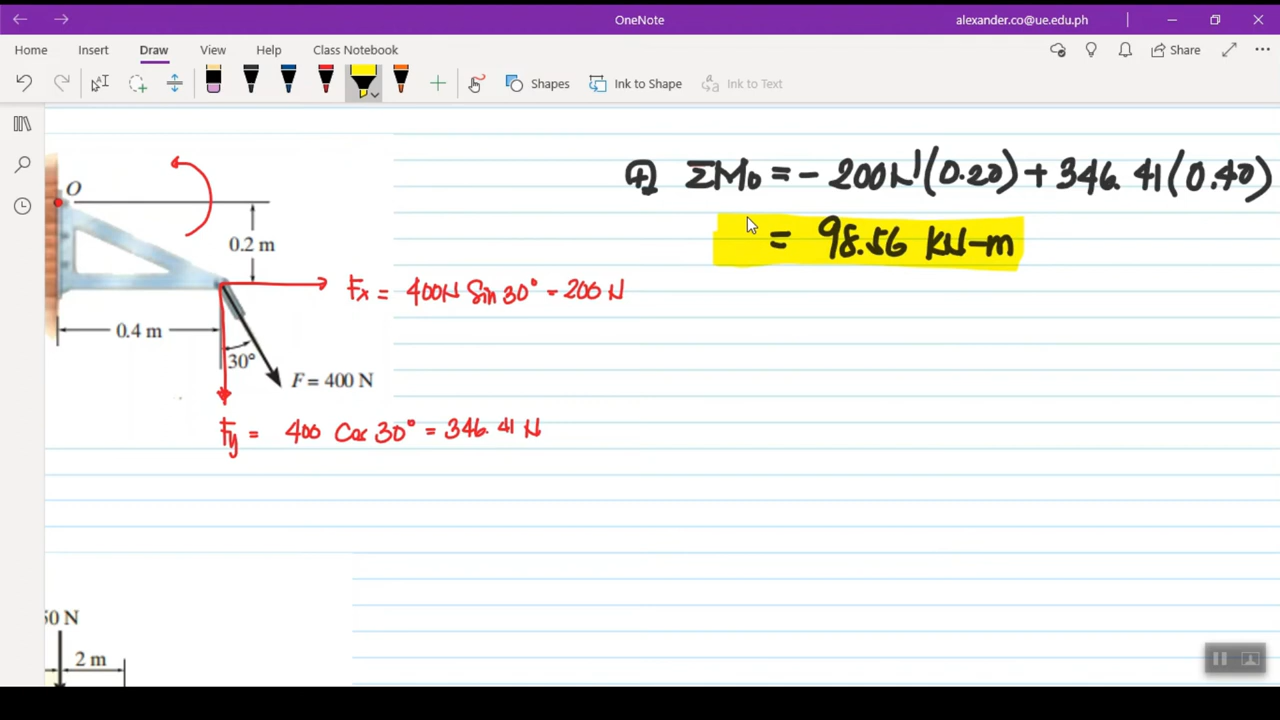 OneNote
alexander.co@ue.edu.ph
Home Insert Draw View Help Class Notebook
Share
Shapes
Ink to Shape
Ink to Text
+ ΣMo = - 200N (0.20) + 346.41 (0.40)
= 98.56 KN-m
O
0.2 m
Fx = 400N Sin 30° = 200 N
0.4 m
30°
F = 400 N
Fy = 400 Cos 30° = 346.41 N
50 N
2 m